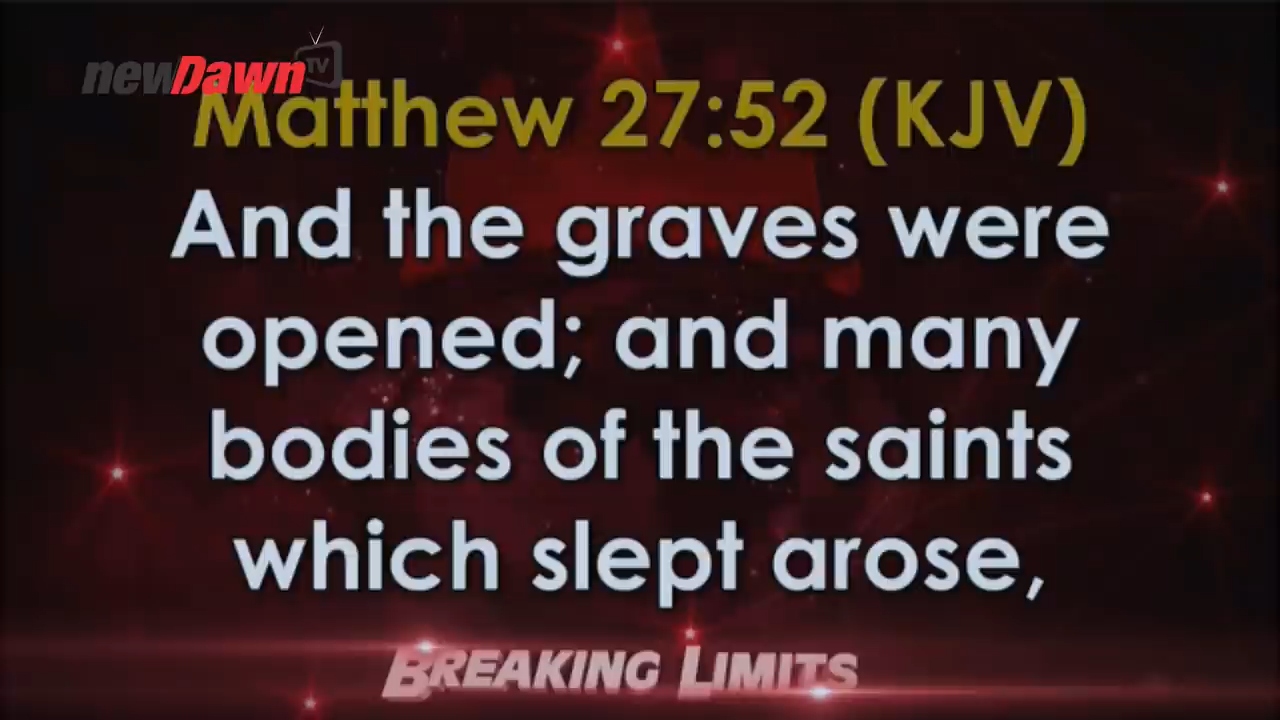 newDawn TV
Matthew 27:52 (KJV)
And the graves were
opened; and many
bodies of the saints
which slept arose,
BREAKING LIMITS